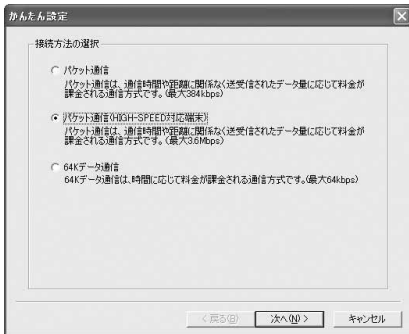 かんたん設定
接続方法の選択
パケット通信
パケット通信は、通信時間や距離に関係なく送受信されたデータ量に応じて料金が
課金される通信方式です。(最大384kbps)
パケット通信(HIGH-SPEED対応端末)
パケット通信は、通信時間や距離に関係なく送受信されたデータ量に応じて料金が
課金される通信方式です。(最大3.6Mbps)
64Kデータ通信
64Kデータ通信は、時間に応じて料金が課金される通信方式です。(最大64kbps)
< 戻る(B)
次へ(N) >
キャンセル